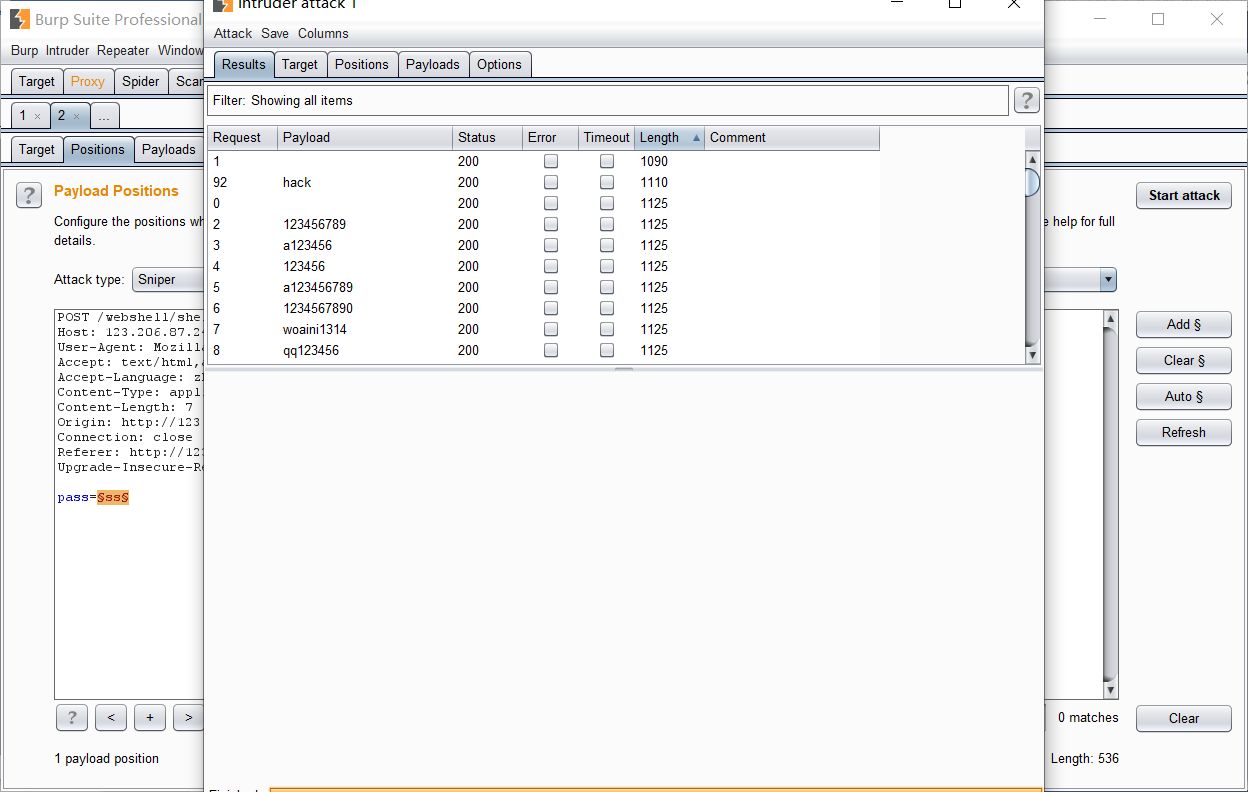 Burp Suite Professional
Intruder attack 1
Burp Intruder Repeater Window
Attack Save Columns
Target Proxy Spider Scan
Results Target Positions Payloads Options
1 × 2 × ...
Filter: Showing all items ?
Target Positions Payloads
Request Payload Status Error Timeout Length Comment
1 200 1090
92 hack 200 1110
0 200 1125
2 123456789 200 1125
3 a123456 200 1125
4 123456 200 1125
5 a123456789 200 1125
6 1234567890 200 1125
7 woaini1314 200 1125
8 qq123456 200 1125
? Payload Positions
Start attack
Configure the positions wh
e help for full
details.
Attack type: Sniper
POST /webshell/she
Host: 123.206.87.24
User-Agent: Mozilla
Accept: text/html,a
Accept-Language: zh
Content-Type: appli
Content-Length: 7
Origin: http://123
Connection: close
Referer: http://123
Upgrade-Insecure-Re
pass=§ss§
Add §
Clear §
Auto §
Refresh
? < + >
0 matches
Clear
1 payload position
Length: 536